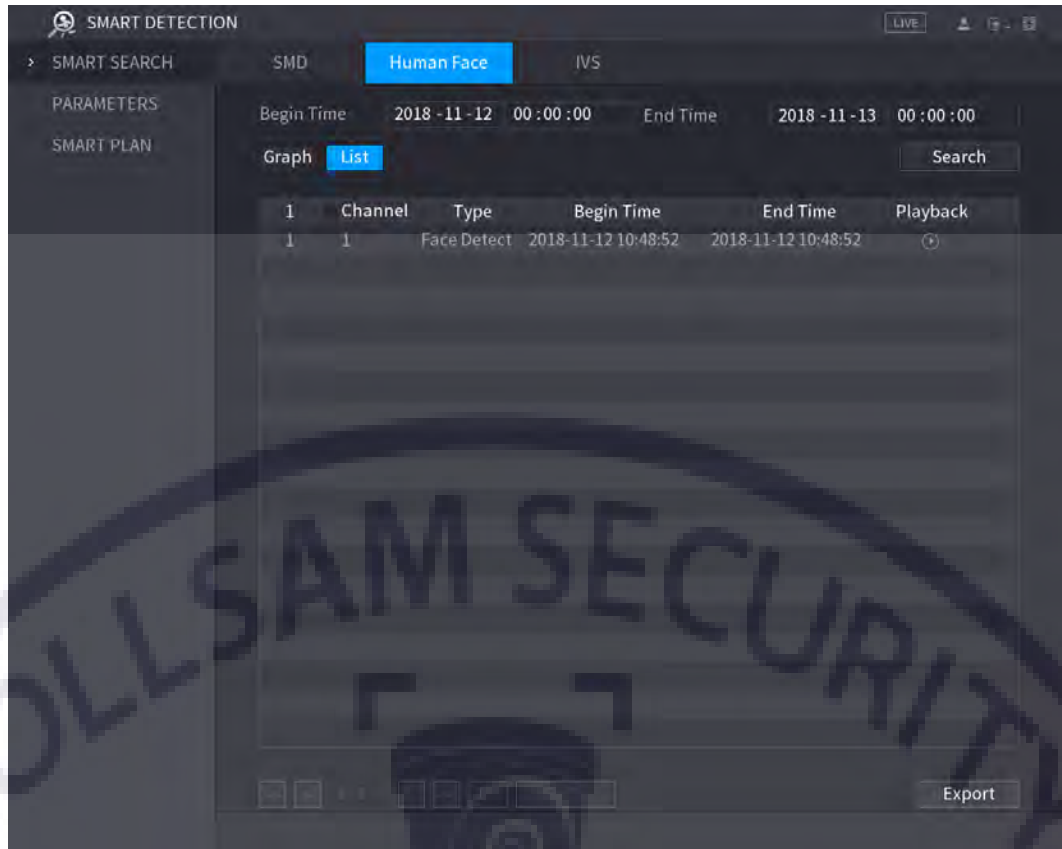 SMART DETECTION LIVE
SMART SEARCH SMD Human Face IVS
PARAMETERS Begin Time 2018 -11 -12 00 : 00 : 00 End Time 2018 -11 -13 00 : 00 : 00
SMART PLAN Graph List Search
1 Channel Type Begin Time End Time Playback
1 1 Face Detect 2018-11-12 10:48:52 2018-11-12 10:48:52
OLLSAM SECURITY
Export